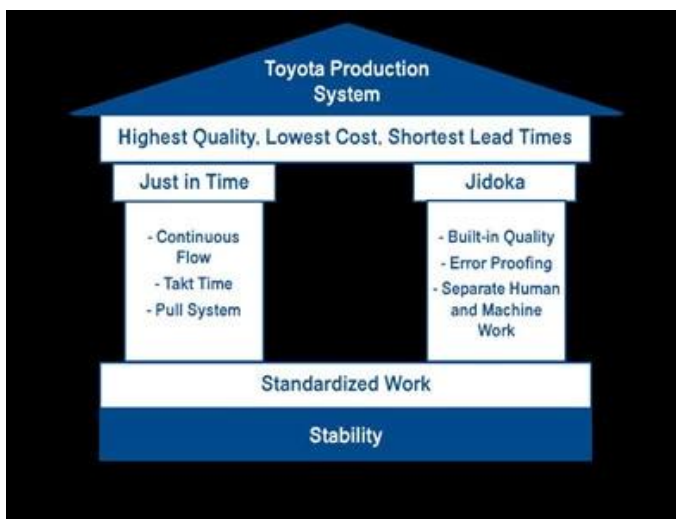 Toyota Production
System
Highest Quality, Lowest Cost, Shortest Lead Times
Just in Time
Jidoka
- Continuous
Flow
- Takt Time
- Pull System
- Built-in Quality
- Error Proofing
- Separate Human
and Machine
Work
Standardized Work
Stability